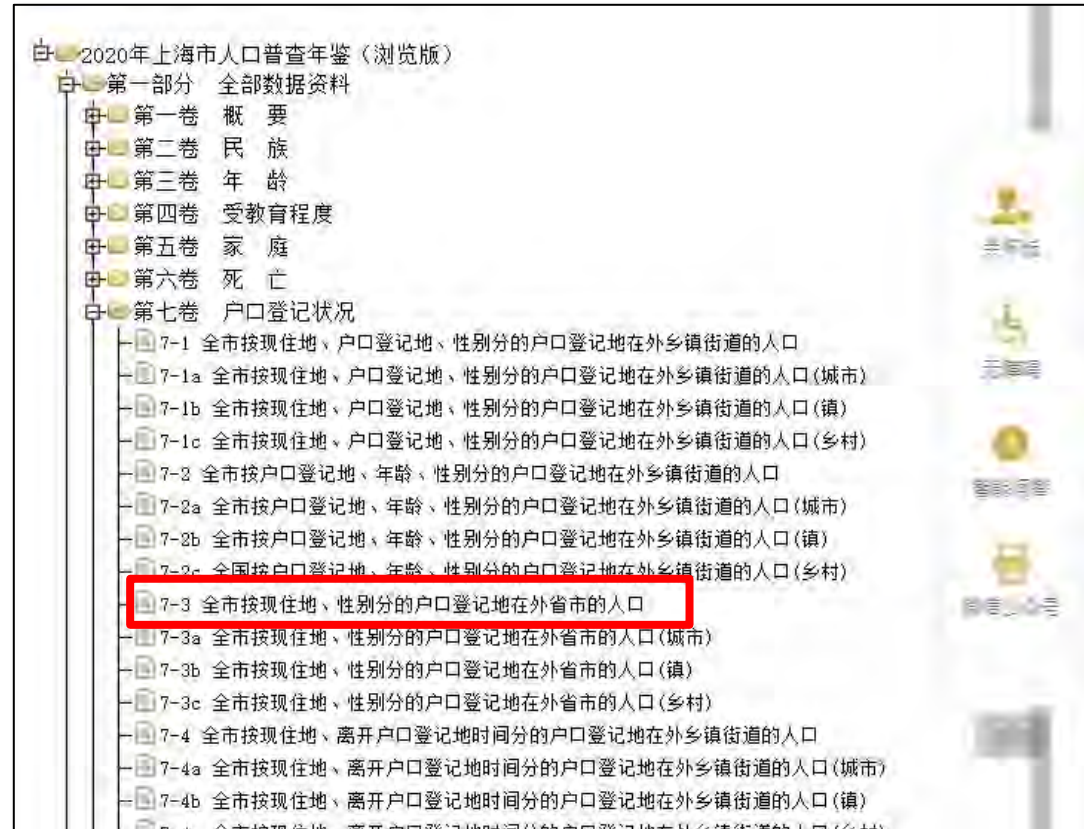 2020年上海市人口普查年鉴（浏览版）
第一部分 全部数据资料
第一卷 概 要
第二卷 民 族
第三卷 年 龄
第四卷 受教育程度
第五卷 家 庭
第六卷 死 亡
第七卷 户口登记状况
7-1 全市按现住地、户口登记地、性别分的户口登记地在外乡镇街道的人口
7-1a 全市按现住地、户口登记地、性别分的户口登记地在外乡镇街道的人口(城市)
7-1b 全市按现住地、户口登记地、性别分的户口登记地在外乡镇街道的人口(镇)
7-1c 全市按现住地、户口登记地、性别分的户口登记地在外乡镇街道的人口(乡村)
7-2 全市按户口登记地、年龄、性别分的户口登记地在外乡镇街道的人口
7-2a 全市按户口登记地、年龄、性别分的户口登记地在外乡镇街道的人口(城市)
7-2b 全市按户口登记地、年龄、性别分的户口登记地在外乡镇街道的人口(镇)
7-2c 全国按户口登记地、年龄、性别分的户口登记地在外乡镇街道的人口(乡村)
7-3 全市按现住地、性别分的户口登记地在外省市的人口
7-3a 全市按现住地、性别分的户口登记地在外省市的人口(城市)
7-3b 全市按现住地、性别分的户口登记地在外省市的人口(镇)
7-3c 全市按现住地、性别分的户口登记地在外省市的人口(乡村)
7-4 全市按现住地、离开户口登记地时间分的户口登记地在外乡镇街道的人口
7-4a 全市按现住地、离开户口登记地时间分的户口登记地在外乡镇街道的人口(城市)
7-4b 全市按现住地、离开户口登记地时间分的户口登记地在外乡镇街道的人口(镇)